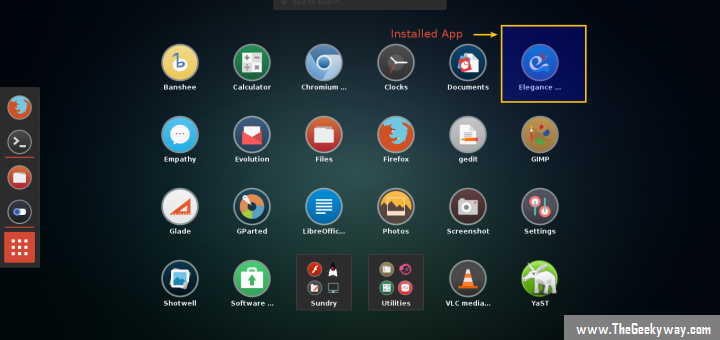 Type to search...
Installed App
Banshee
Calculator
Chromium ...
Clocks
Documents
Elegance ...
Empathy
Evolution
Files
Firefox
gedit
GIMP
Glade
GParted
LibreOffic...
Photos
Screenshot
Settings
Shotwell
Software ...
Sundry
Utilities
VLC media...
YaST
www.TheGeekyway.com